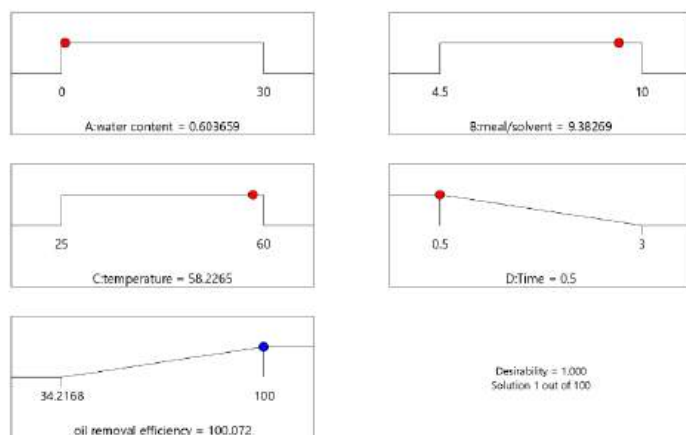 0 30
A:water content = 0.603659
4.5 10
B:meal/solvent = 9.38269
25 60
C:temperature = 58.2265
0.5 3
D:Time = 0.5
34.2168 100
oil removal efficiency = 100.072
Desirability = 1.000
Solution 1 out of 100